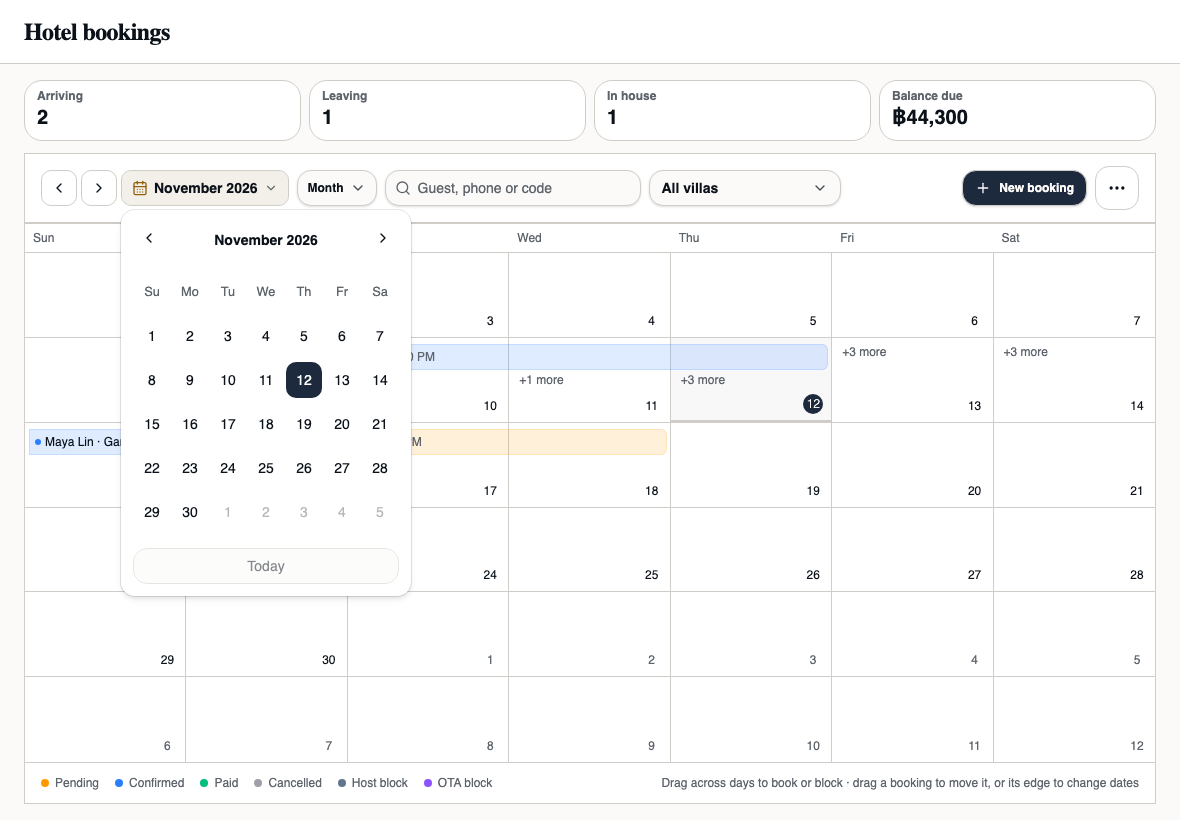 Hotel bookings
Arriving
2
Leaving
1
In house
1
Balance due
฿44,300
November 2026
Month
Guest, phone or code
All villas
New booking
Sun
Wed
Thu
Fri
Sat
November 2026
Su Mo Tu We Th Fr Sa
1 2 3 4 5 6 7
8 9 10 11 12 13 14
15 16 17 18 19 20 21
22 23 24 25 26 27 28
29 30 1 2 3 4 5
Today
3 4 5 6 7
PM
+1 more
+3 more
+3 more
+3 more
10 11 12 13 14
Maya Lin
17 18 19 20 21
24 25 26 27 28
29 30 1 2 3 4 5
6 7 8 9 10 11 12
Pending
Confirmed
Paid
Cancelled
Host block
OTA block
Drag across days to book or block · drag a booking to move it, or its edge to change dates